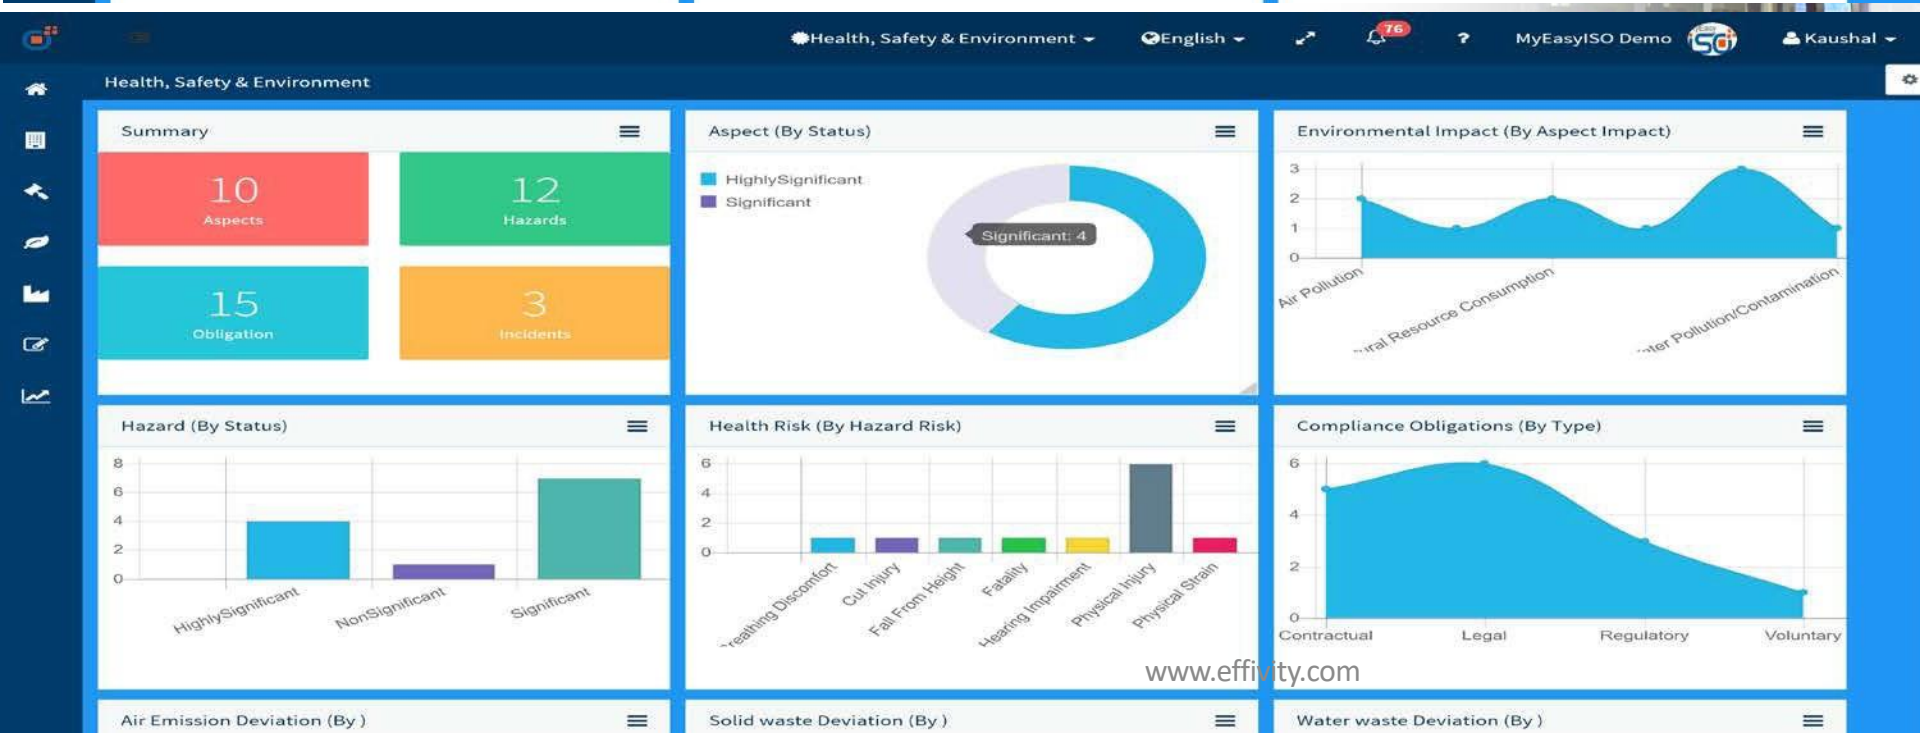 Health, Safety & Environment
English
76
?
MyEasyISO Demo
Kaushal
Health, Safety & Environment
Summary
10
Aspects
12
Hazards
15
Obligation
3
Incidents
Aspect (By Status)
HighlySignificant
Significant
Significant: 4
Environmental Impact (By Aspect Impact)
3
2
1
0
Air Pollution
Resource Consumption
Pollution/Contamination
Hazard (By Status)
8
6
4
2
0
HighlySignificant
NonSignificant
Significant
Health Risk (By Hazard Risk)
6
4
2
0
Discomfort
Cut Injury
Fall From Height
Fatality
Hearing Impairment
Physical Injury
Physical Strain
Compliance Obligations (By Type)
6
4
2
0
Contractual
Legal
Regulatory
Voluntary
www.effivity.com
Air Emission Deviation (By )
Solid waste Deviation (By )
Water waste Deviation (By )